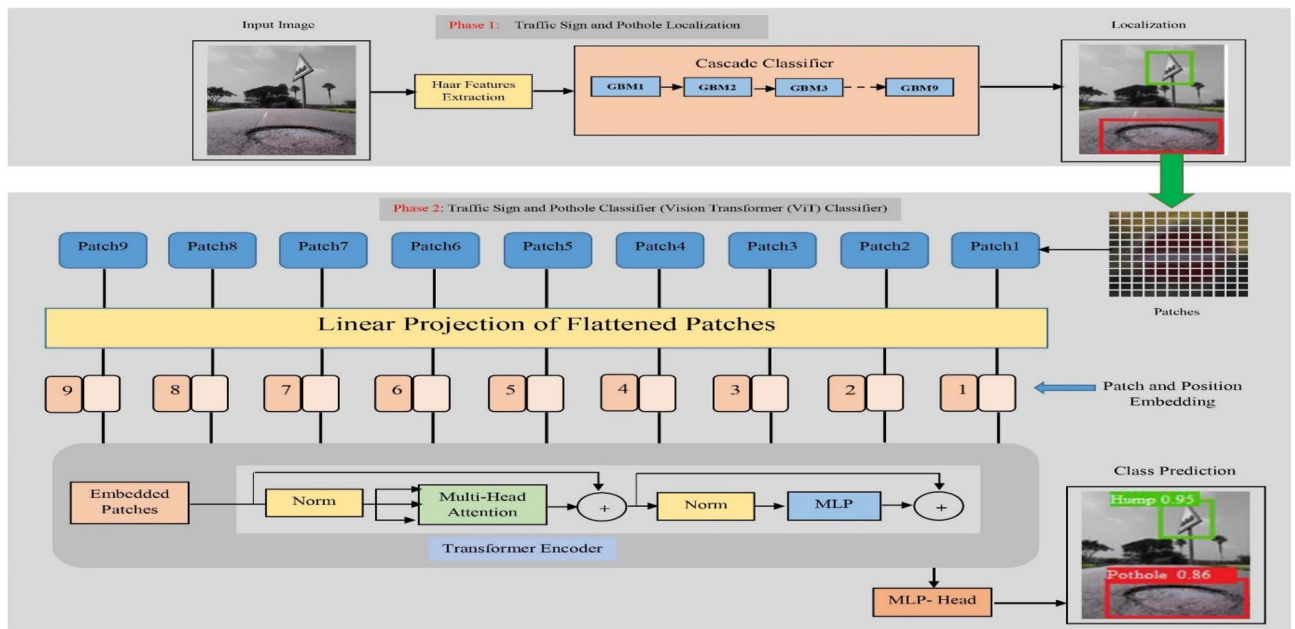 Input Image
Phase 1: Traffic Sign and Pothole Localization
Localization
Haar Features
Extraction
Cascade Classifier
GBM1
GBM2
GBM3
GBM9
Phase 2: Traffic Sign and Pothole Classifier (Vision Transformer (ViT) Classifier)
Patch9
Patch8
Patch7
Patch6
Patch5
Patch4
Patch3
Patch2
Patch1
Patches
Linear Projection of Flattened Patches
9
8
7
6
5
4
3
2
1
Patch and Position
Embedding
Embedded
Patches
Norm
Multi-Head
Attention
+
Norm
MLP
+
Transformer Encoder
MLP- Head
Class Prediction
Hump 0.95
Pothole 0.86